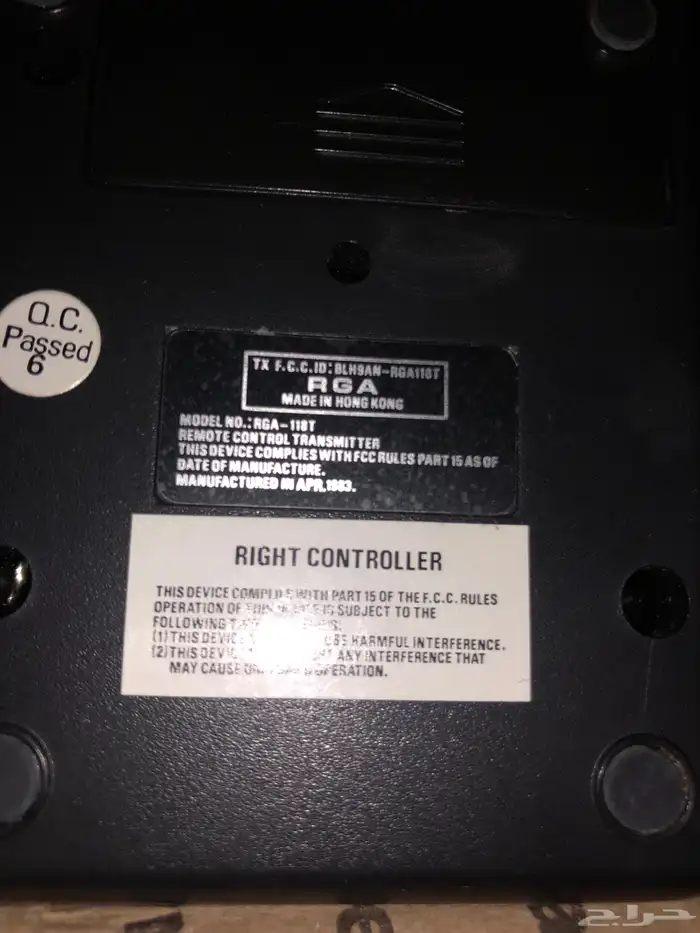 Q.C.
Passed
6
TX F.C.C.ID: BLH9AN-RGA118T
RGA
MADE IN HONG KONG
MODEL NO.: RGA-118T
REMOTE CONTROL TRANSMITTER
THIS DEVICE COMPLIES WITH FCC RULES PART 15 AS OF
DATE OF MANUFACTURE.
MANUFACTURED IN APR, 1983.
RIGHT CONTROLLER
THIS DEVICE WITH PART 15 OF THE F.C.C. RULES
OPERATION OF IS SUBJECT TO THE
FOLLOWING
(1) THIS HARMFUL INTERFERENCE.
(2) THIS ANY INTERFERENCE THAT
MAY CAUSE OPERATION.
حراج